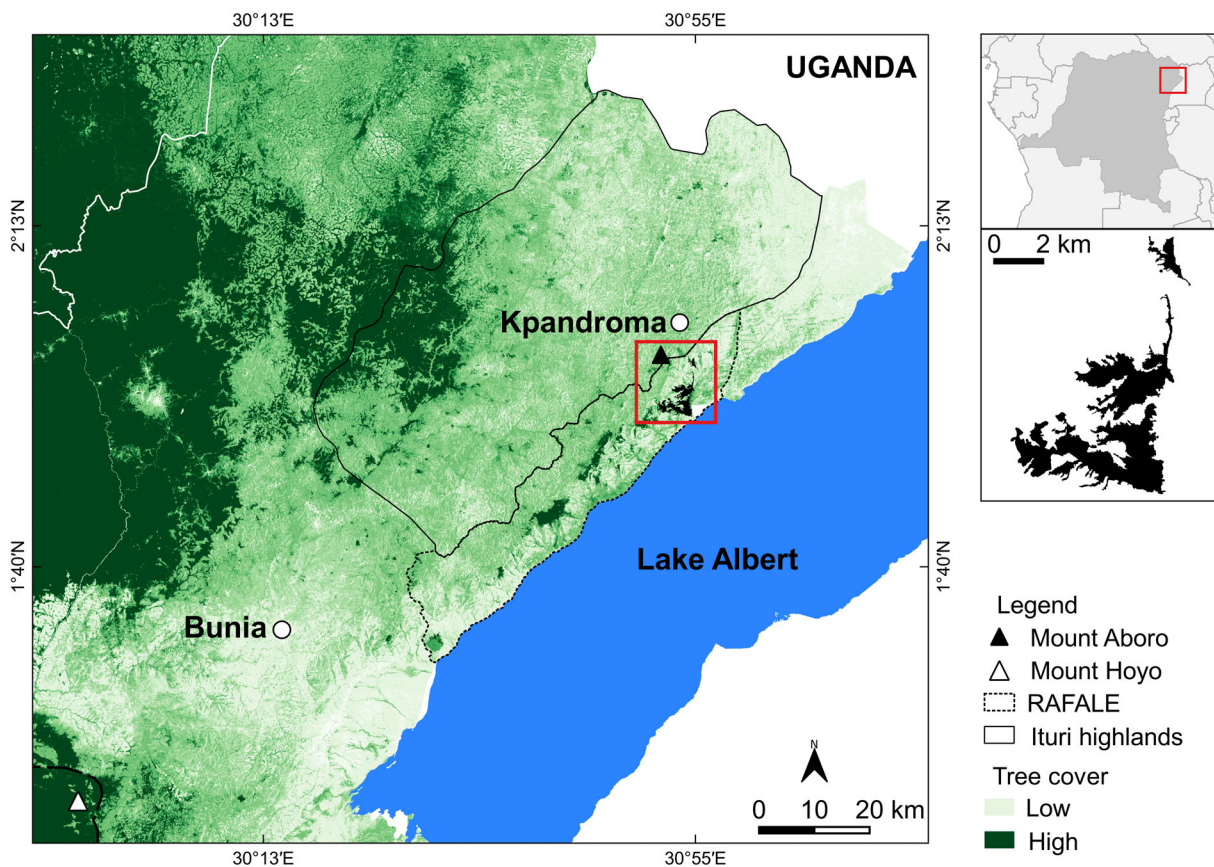 30°13′E
30°55′E
UGANDA
2°13′N
2°13′N
0 2 km
Kpandroma
Lake Albert
1°40′N
1°40′N
Bunia
N
0 10 20 km
30°13′E
30°55′E
Legend
Mount Aboro
Mount Hoyo
RAFALE
Ituri highlands
Tree cover
Low
High